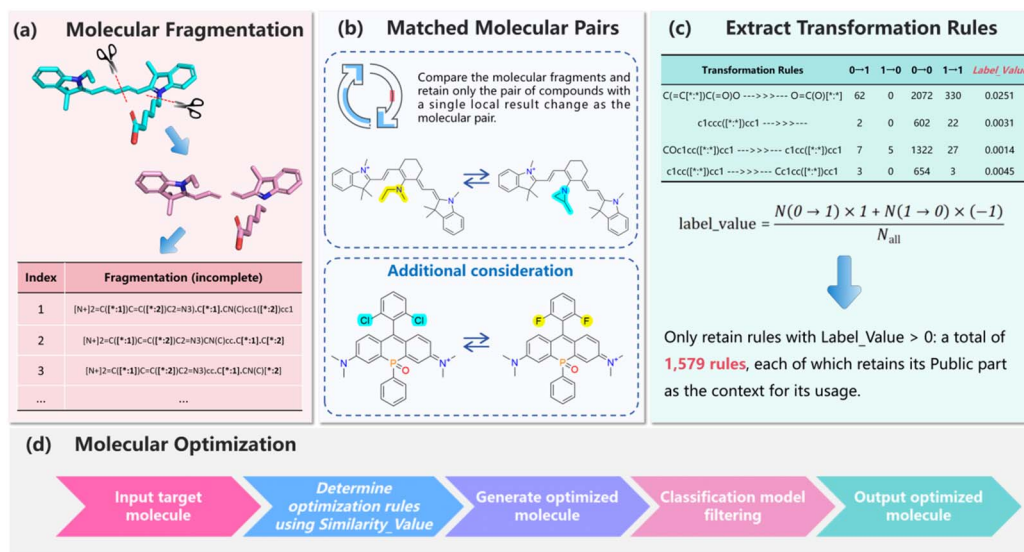 (a) Molecular Fragmentation
Index Fragmentation (incomplete)
1 [N+]2=C([*:1])C=C([*:2])C2=N3).C[*:1].CN(C)cc1([*:2])cc1
2 [N+]2=C([*:1])C=C([*:2])C2=N3)CN(C)cc.C[*:1].C[*:2]
3 [N+]2=C([*:1])C=C([*:2])C2=N3)cc.C[*:1].CN(C)[*:2]
... ...
(b) Matched Molecular Pairs
Compare the molecular fragments and
retain only the pair of compounds with
a single local result change as the
molecular pair.
N+
N
N
N+
N
N
Additional consideration
Cl Cl
N P O N+
F F
N P O N+
(c) Extract Transformation Rules
Transformation Rules 0→1 1→0 0→0 1→1 Label_Value
C(=C[*:*])C(=O)O --->>>--- O=C(O)[*:*] 62 0 2072 330 0.0251
c1ccc([*:*])cc1 --->>>--- 2 0 602 22 0.0031
COc1cc([*:*])cc1 --->>>--- c1cc([*:*])cc1 7 5 1322 27 0.0014
c1cc([*:*])cc1 --->>>--- Cc1cc([*:*])cc1 3 0 654 3 0.0045
label_value = N(0 → 1) × 1 + N(1 → 0) × (−1)
N_all
Only retain rules with Label_Value > 0: a total of
1,579 rules, each of which retains its Public part
as the context for its usage.
(d) Molecular Optimization
Input target
molecule
Determine
optimization rules
using Similarity_Value
Generate optimized
molecule
Classification model
filtering
Output optimized
molecule